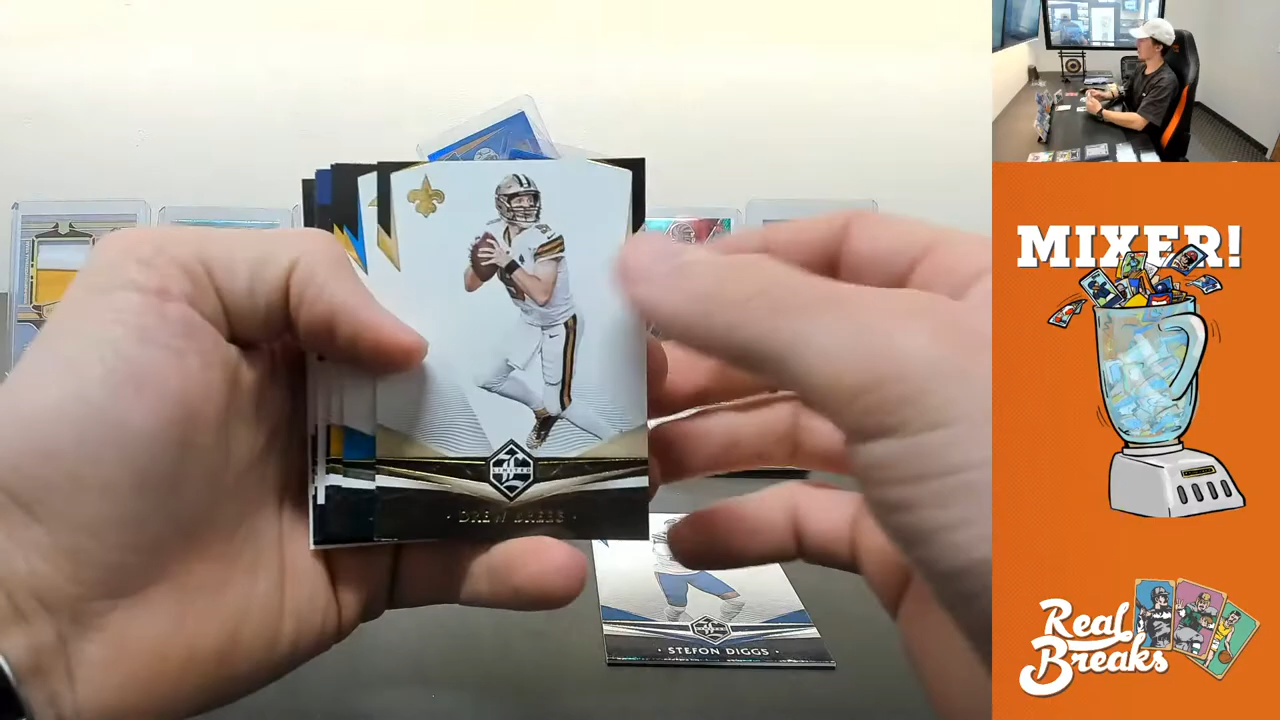 MIXER!
LIMITED
· DREW BREES ·
· STEFON DIGGS ·
Real
Breaks